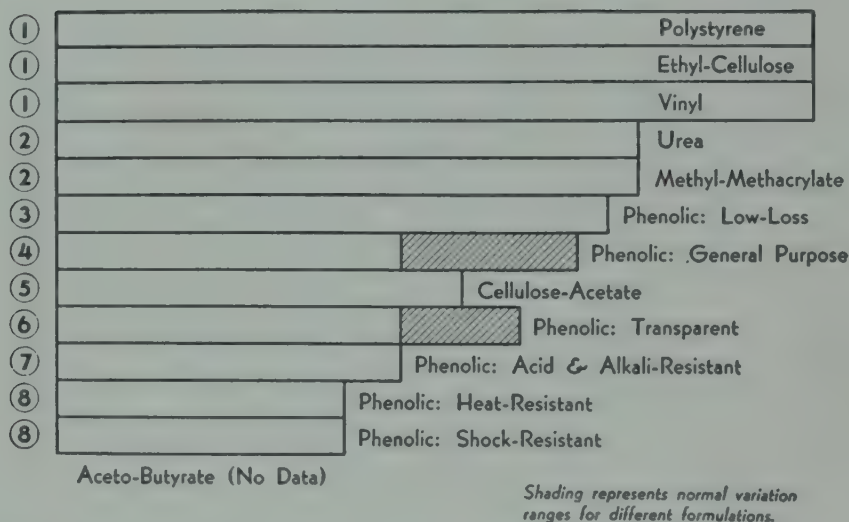 ① Polystyrene
① Ethyl-Cellulose
① Vinyl
② Urea
② Methyl-Methacrylate
③ Phenolic: Low-Loss
④ Phenolic: .General Purpose
⑤ Cellulose-Acetate
⑥ Phenolic: Transparent
⑦ Phenolic: Acid & Alkali-Resistant
⑧ Phenolic: Heat-Resistant
⑧ Phenolic: Shock-Resistant
Aceto-Butyrate (No Data)
Shading represents normal variation
ranges for different formulations.